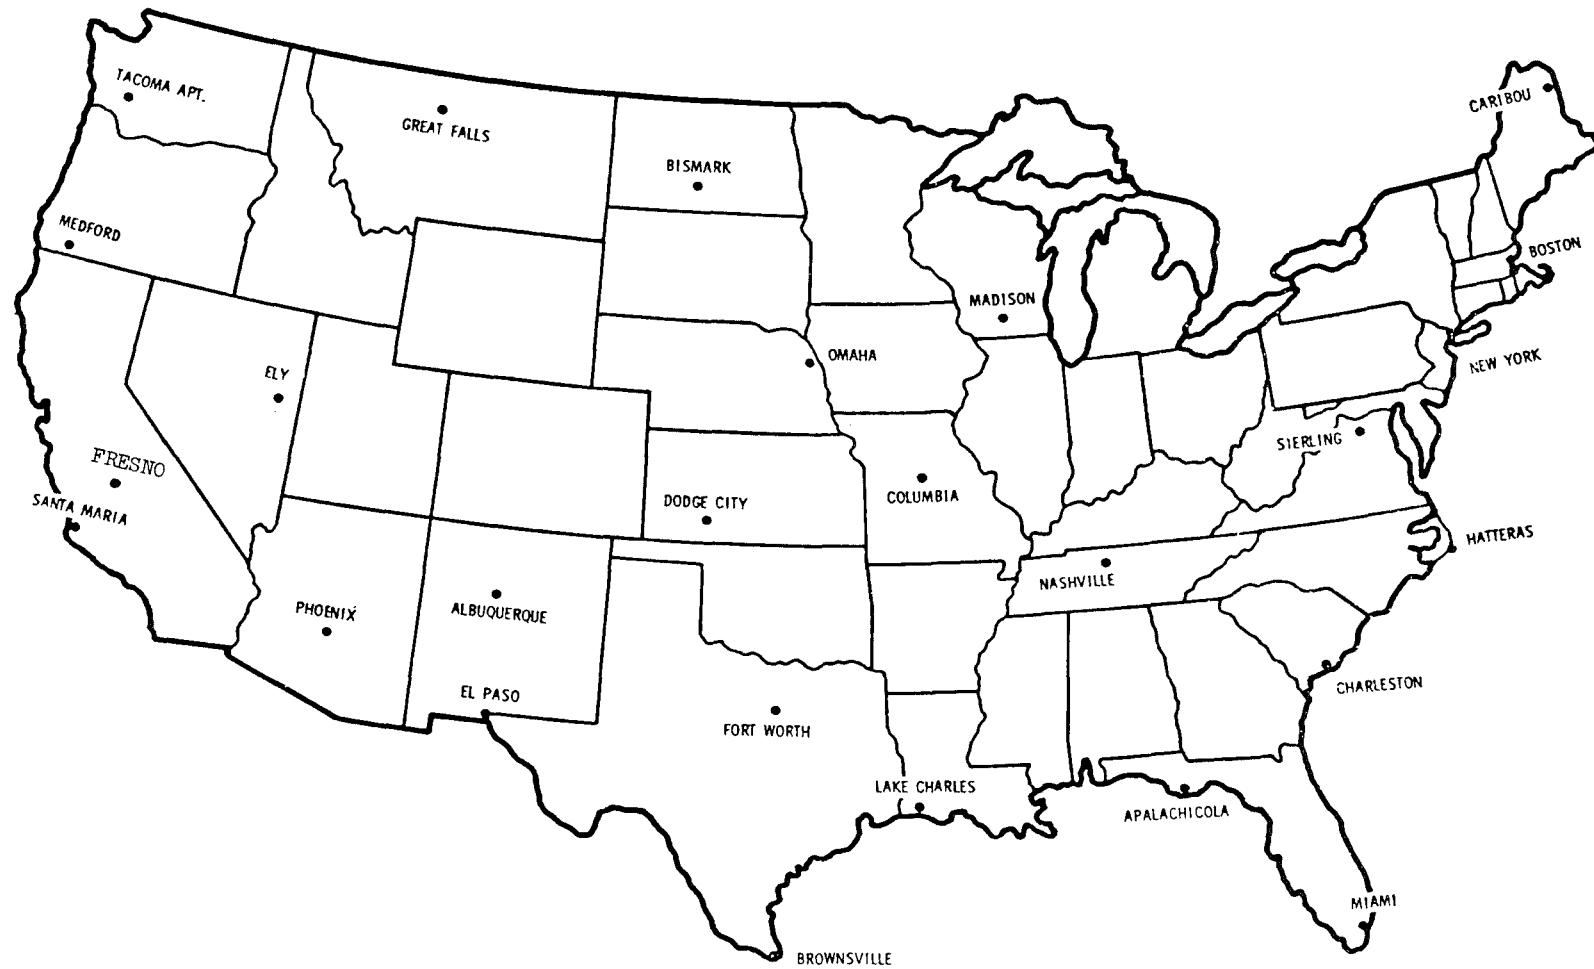 TACOMA APT.
GREAT FALLS
CARIBOU
BISMARK
MEDFORD
BOSTON
MADISON
OMAHA
NEW YORK
ELY
SIERLING
FRESNO
SANTA MARIA
DODGE CITY
COLUMBIA
HATTERAS
NASHVILLE
PHOENIX
ALBUQUERQUE
EL PASO
CHARLESTON
FORT WORTH
LAKE CHARLES
APALACHICOLA
MIAMI
BROWNSVILLE